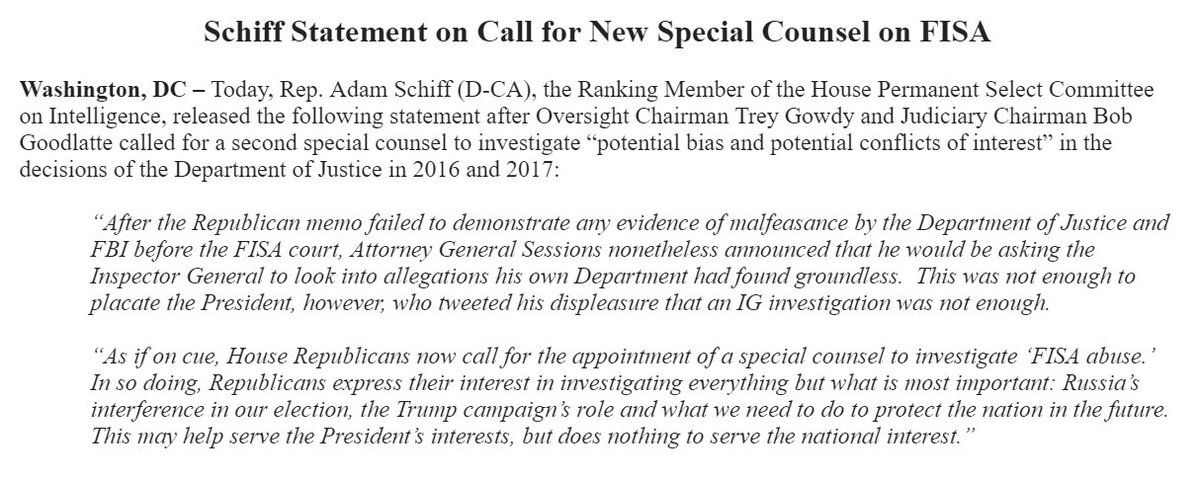 Schiff Statement on Call for New Special Counsel on FISA
Washington, DC – Today, Rep. Adam Schiff (D-CA), the Ranking Member of the House Permanent Select Committee
on Intelligence, released the following statement after Oversight Chairman Trey Gowdy and Judiciary Chairman Bob
Goodlatte called for a second special counsel to investigate “potential bias and potential conflicts of interest” in the
decisions of the Department of Justice in 2016 and 2017:
“After the Republican memo failed to demonstrate any evidence of malfeasance by the Department of Justice and
FBI before the FISA court, Attorney General Sessions nonetheless announced that he would be asking the
Inspector General to look into allegations his own Department had found groundless.  This was not enough to
placate the President, however, who tweeted his displeasure that an IG investigation was not enough.
“As if on cue, House Republicans now call for the appointment of a special counsel to investigate ‘FISA abuse.’
In so doing, Republicans express their interest in investigating everything but what is most important: Russia’s
interference in our election, the Trump campaign’s role and what we need to do to protect the nation in the future.
This may help serve the President’s interests, but does nothing to serve the national interest.”